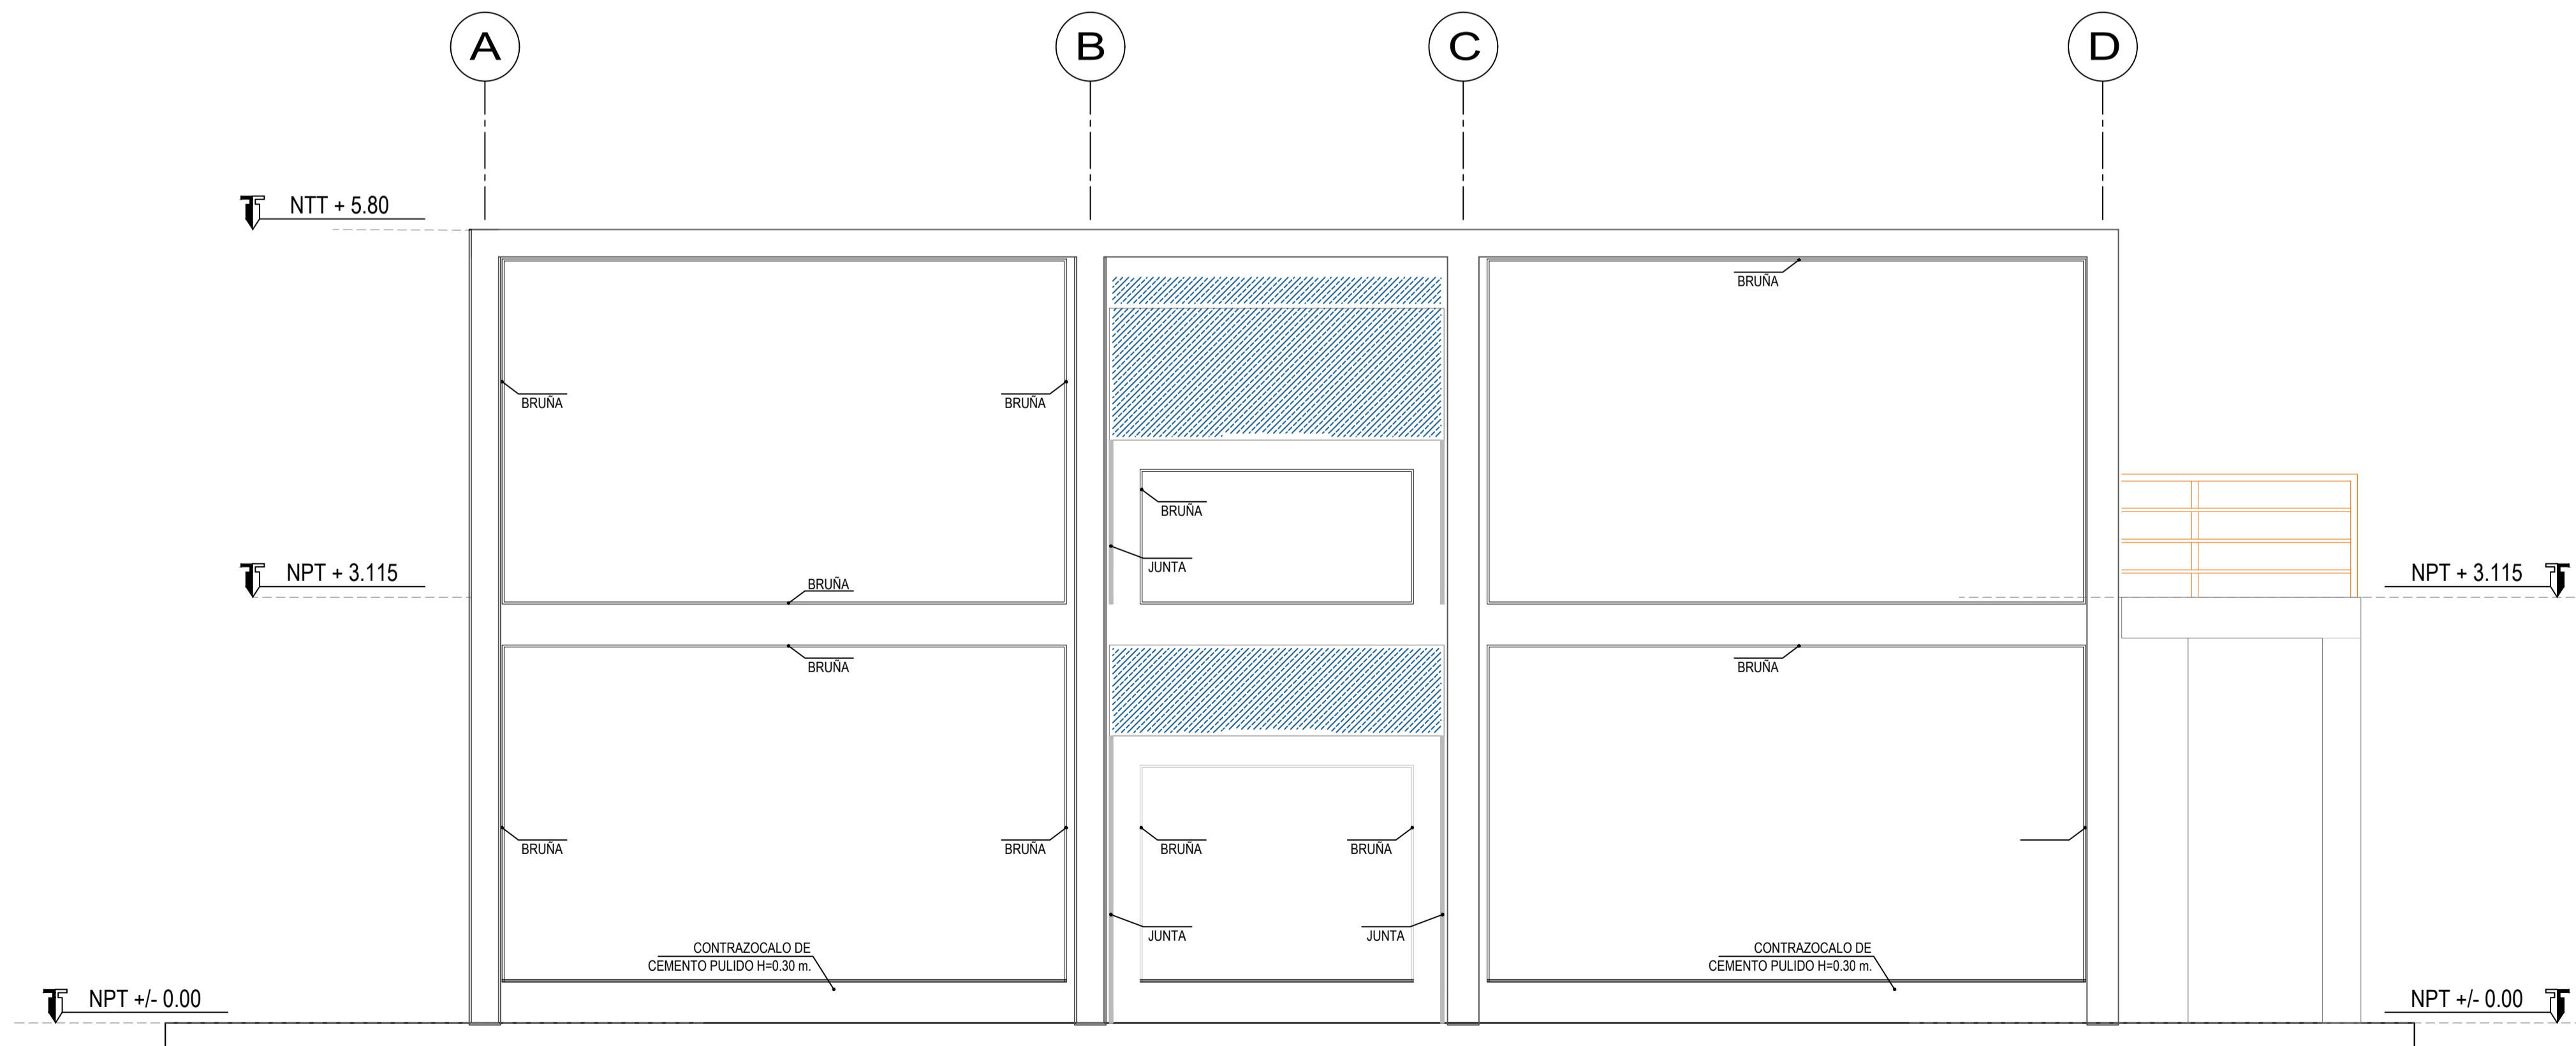 A B C D
NTT + 5.80
BRUÑA
BRUÑA BRUÑA
BRUÑA
NPT + 3.115 JUNTA NPT + 3.115
BRUÑA
BRUÑA BRUÑA
BRUÑA BRUÑA BRUÑA BRUÑA
JUNTA JUNTA
CONTRAZOCALO DE CONTRAZOCALO DE
CEMENTO PULIDO H=0.30 m. CEMENTO PULIDO H=0.30 m.
NPT +/- 0.00 NPT +/- 0.00